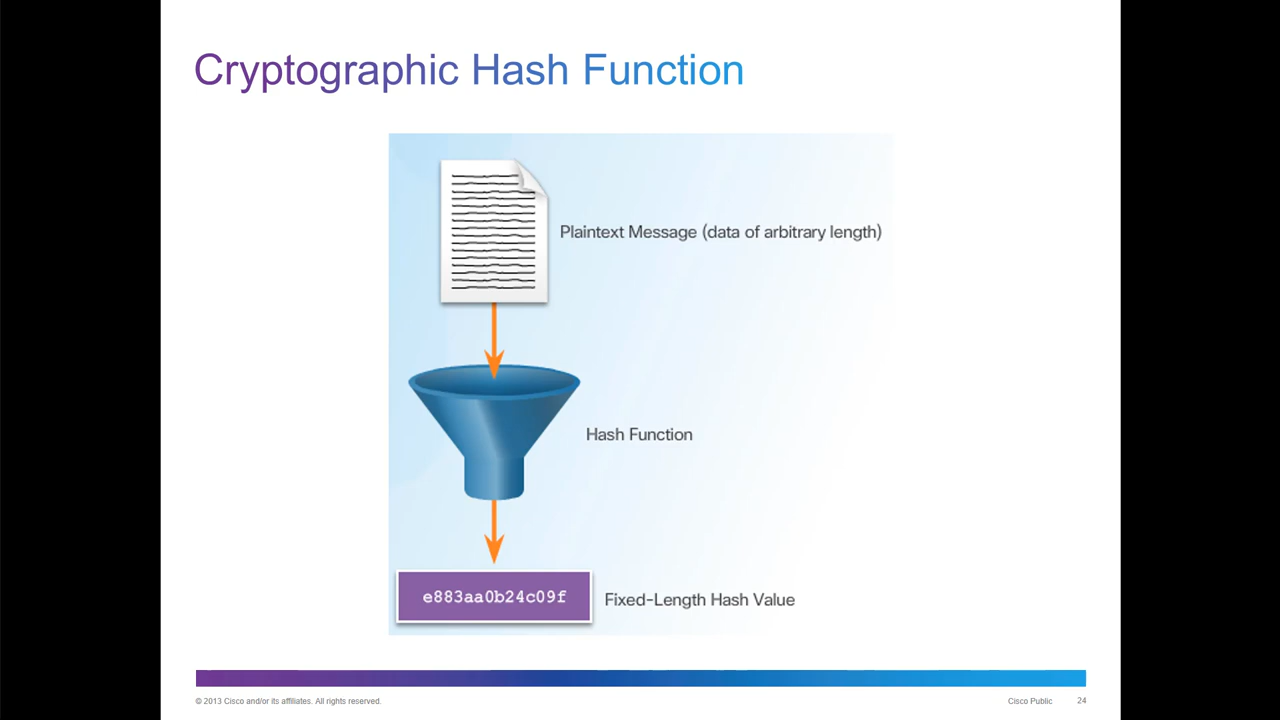 Cryptographic Hash Function
Plaintext Message (data of arbitrary length)
Hash Function
e883aa0b24c09f
Fixed-Length Hash Value
© 2013 Cisco and/or its affiliates. All rights reserved.
Cisco Public
24